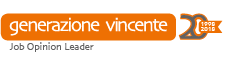 generazione vincente
20 1998
2018
Job Opinion Leader